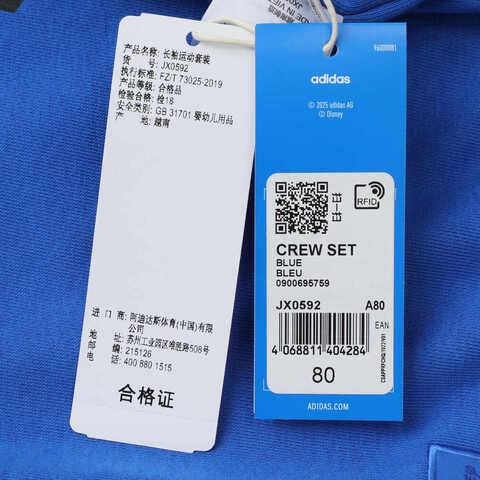 MADE IN VIETNAM
产品名称: 长袖运动套装
货 号: JX0592
执行标准: FZ/T 73025-2019
产品等级: 合格品
检验合格: 检18
安全类别: GB 31701 婴幼儿用品
产 地: 越南
进 口 商: 阿迪达斯体育(中国)有限
公司
地 址: 苏州工业园区唯胜路508号
邮 编: 215126
电 话: 400 880 1515
合格证
adidas
© 2025 adidas AG
© Disney
RFID
CREW SET
BLUE
BLEU
0900695759
JX0592 A80
EAN
4 068811 404284
80
ADIDAS.COM